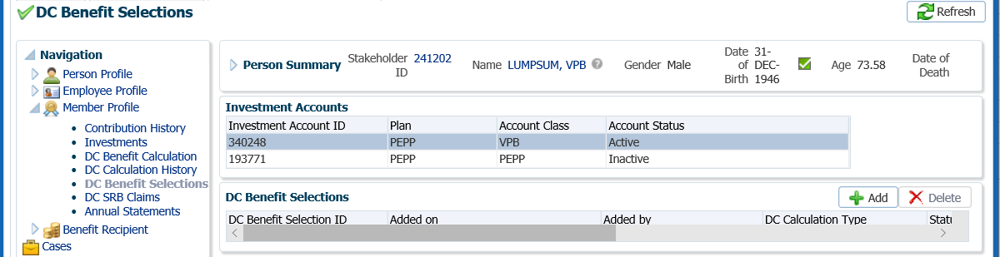 DC Benefit Selections
Refresh
Navigation
Person Profile
Employee Profile
Member Profile
Contribution History
Investments
DC Benefit Calculation
DC Calculation History
DC Benefit Selections
DC SRB Claims
Annual Statements
Benefit Recipient
Cases
Person Summary
Stakeholder ID 241202
Name LUMPSUM, VPB
Gender Male
Date of Birth 31-DEC-1946
Age 73.58
Date of Death
Investment Accounts
Investment Account ID Plan Account Class Account Status
340248 PEPP VPB Active
193771 PEPP PEPP Inactive
DC Benefit Selections
Add Delete
DC Benefit Selection ID Added on Added by DC Calculation Type Statu